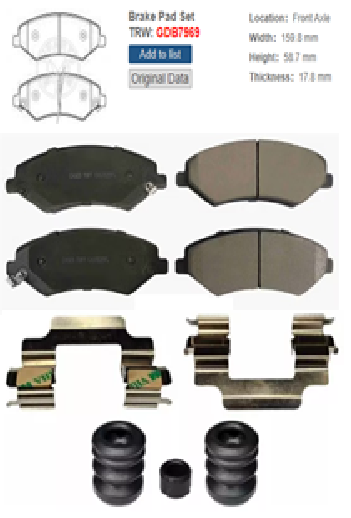 Brake Pad Set
TRW: GDB7969
Add to list
Original Data
Location: Front Axle
Width: 159.8 mm
Height: 58.7 mm
Thickness: 17.8 mm